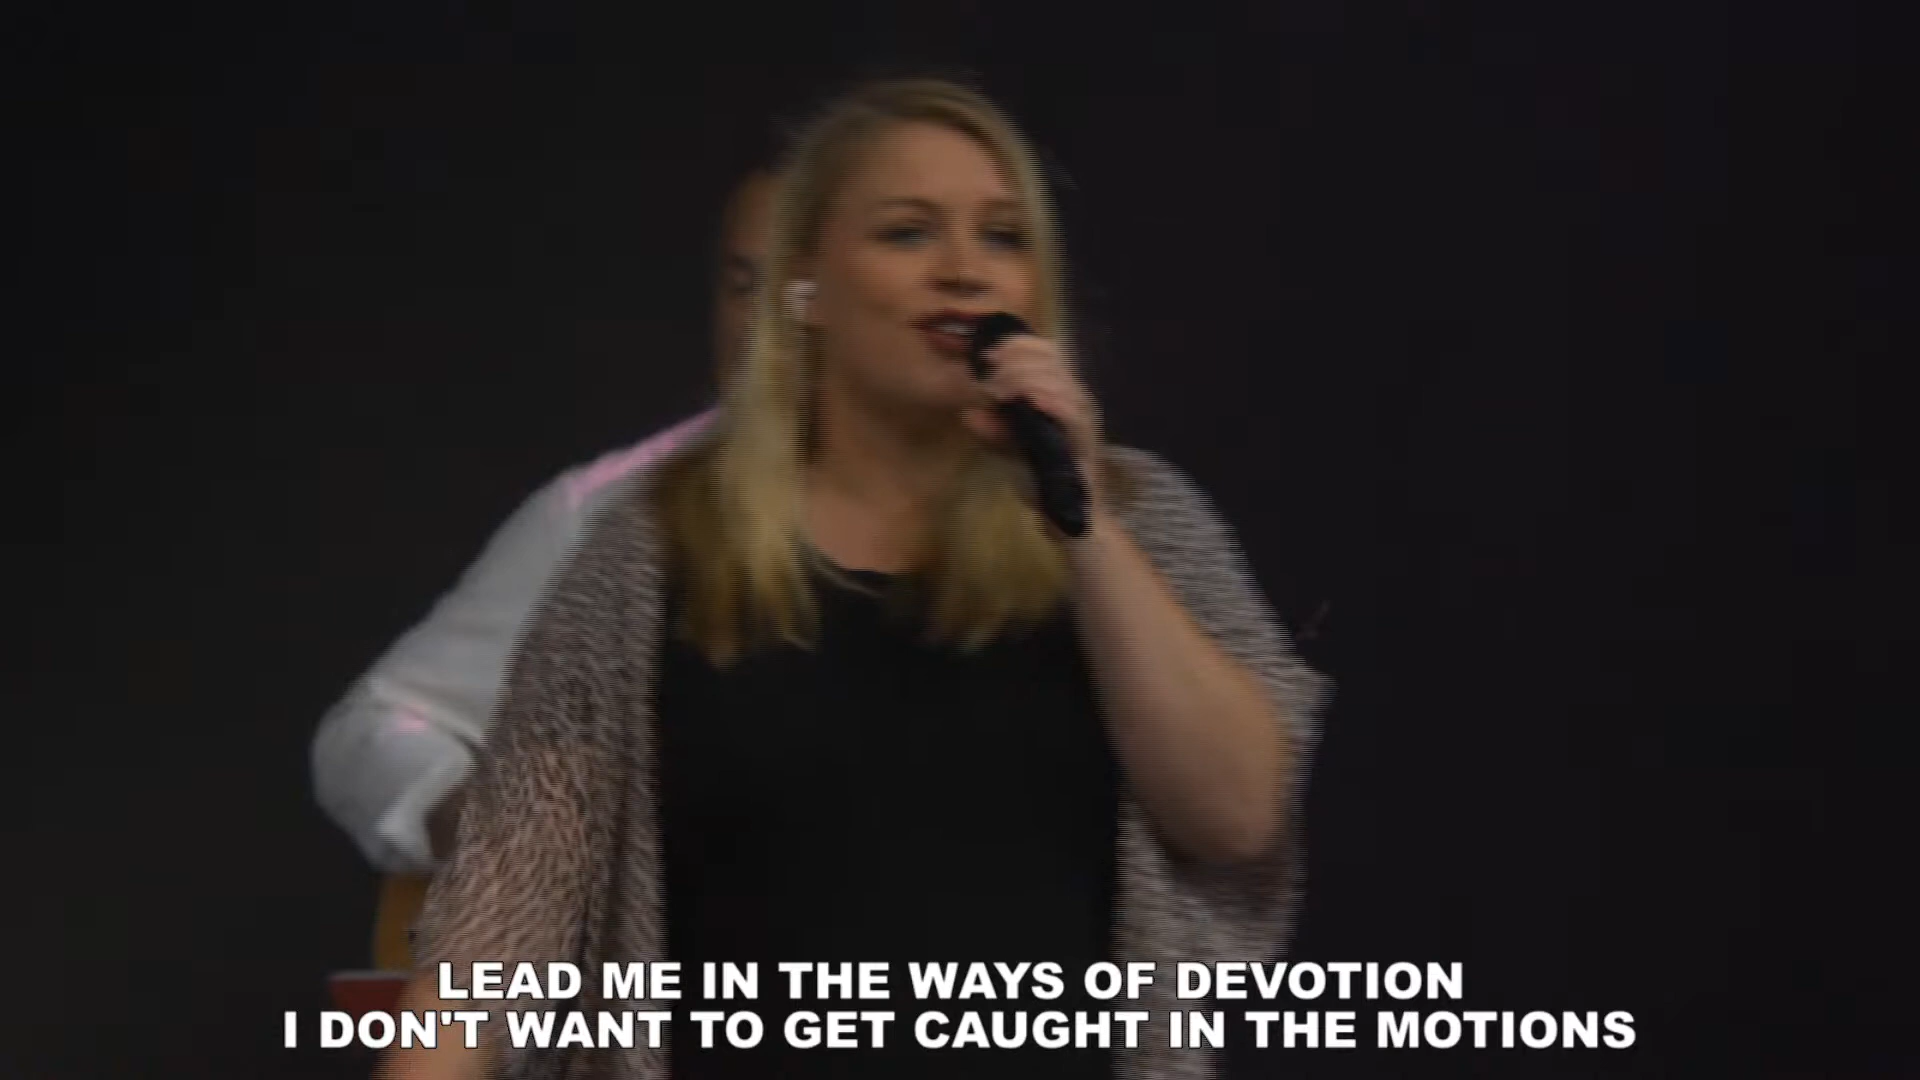 LEAD ME IN THE WAYS OF DEVOTION
I DON'T WANT TO GET CAUGHT IN THE MOTIONS